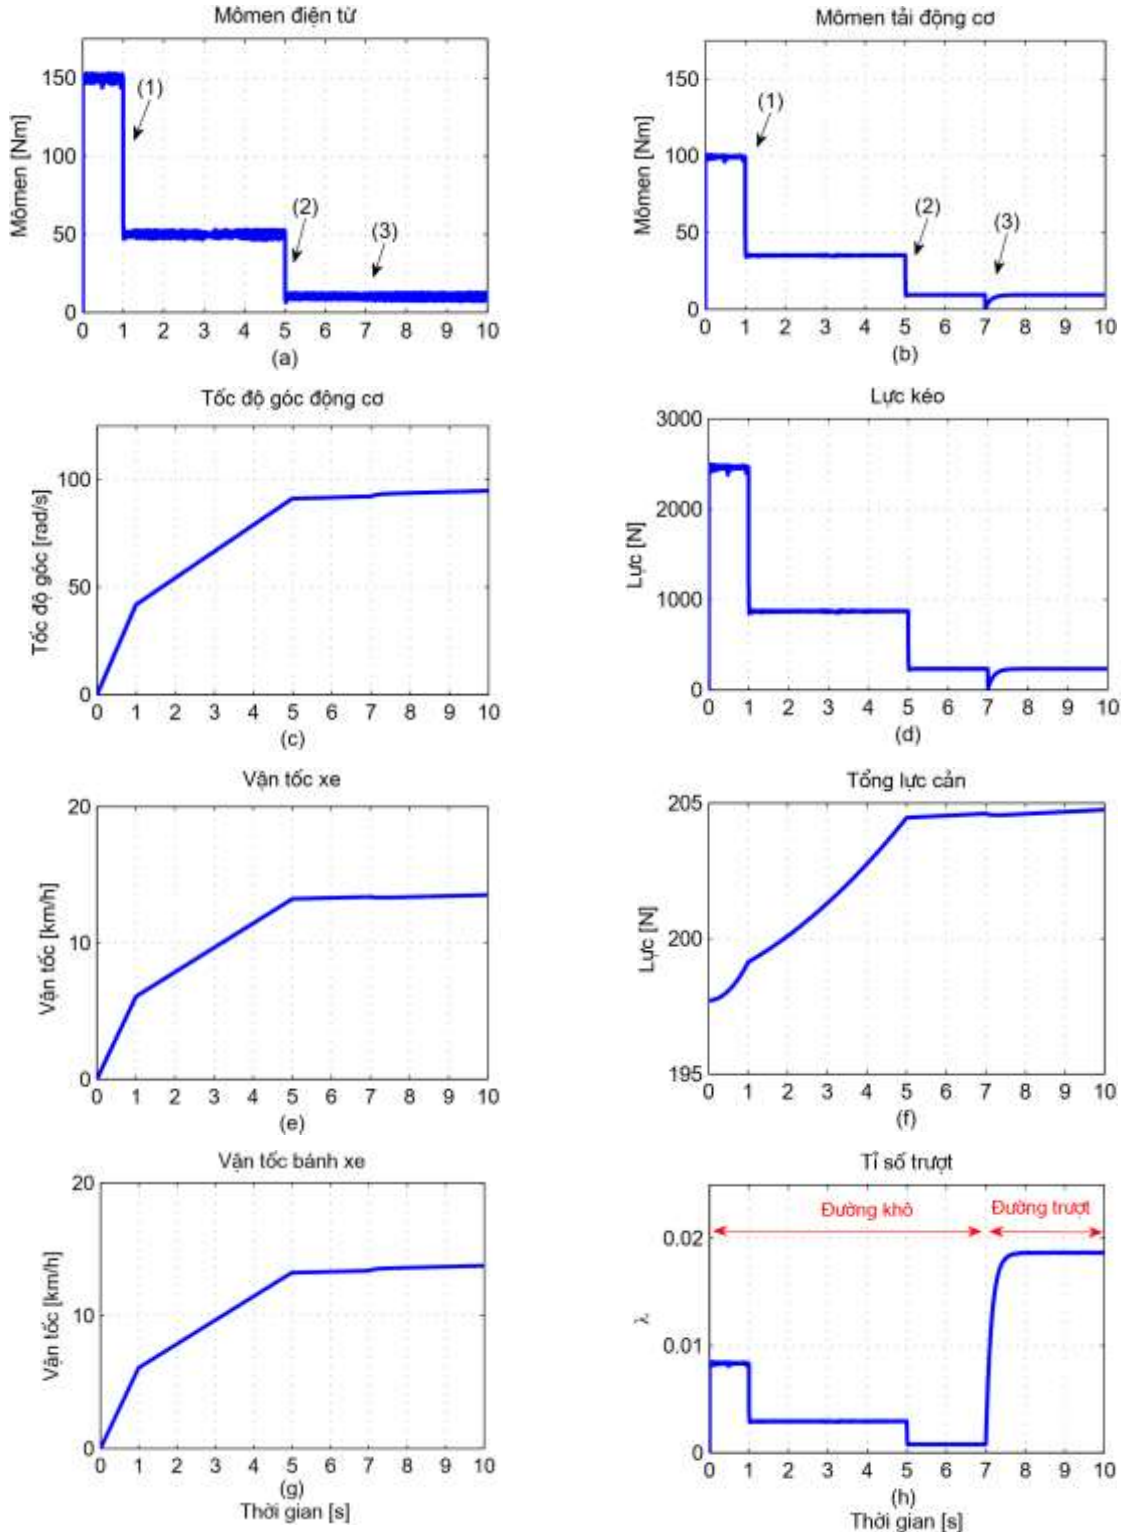 Mômen điện từ
Mômen [Nm]
150
100
50
0
(1)
(2)
(3)
0 1 2 3 4 5 6 7 8 9 10
(a)
Mômen tải động cơ
Mômen [Nm]
150
100
50
0
(1)
(2)
(3)
0 1 2 3 4 5 6 7 8 9 10
(b)
Tốc độ góc động cơ
Tốc độ góc [rad/s]
100
50
0
0 1 2 3 4 5 6 7 8 9 10
(c)
Lực kéo
Lực [N]
3000
2000
1000
0
0 1 2 3 4 5 6 7 8 9 10
(d)
Vận tốc xe
Vận tốc [km/h]
20
10
0
0 1 2 3 4 5 6 7 8 9 10
(e)
Tổng lực cản
Lực [N]
205
200
195
0 1 2 3 4 5 6 7 8 9 10
(f)
Vận tốc bánh xe
Vận tốc [km/h]
20
10
0
0 1 2 3 4 5 6 7 8 9 10
(g)
Thời gian [s]
Tỉ số trượt
Đường khô
Đường trượt
λ
0.02
0.01
0
0 1 2 3 4 5 6 7 8 9 10
(h)
Thời gian [s]